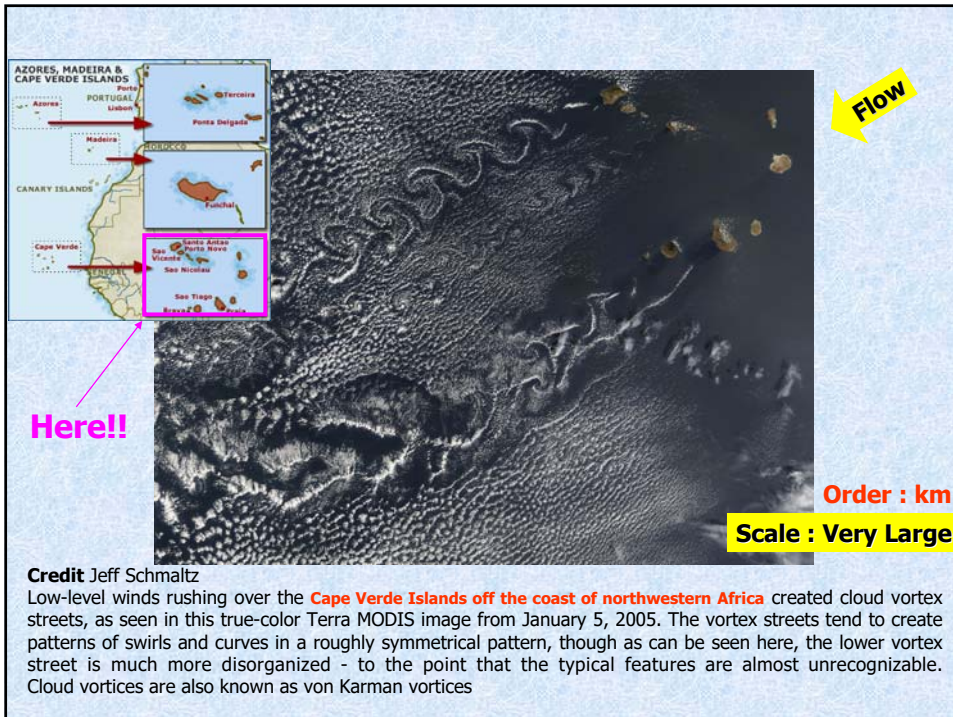 AZORES, MADEIRA &
CAPE VERDE ISLANDS
Porto
PORTUGAL
Azores
Lisbon
Terceira
Ponta Delgada
Madeira
MOROCCO
CANARY ISLANDS
Funchal
Cape Verde
SENEGAL
Santo Antao
Porto Novo
Sao
Vicente
Sao Nicolau
Sao Tiago
Brava
Praia
Flow
Here!!
Order : km
Scale : Very Large
Credit Jeff Schmaltz
Low-level winds rushing over the Cape Verde Islands off the coast of northwestern Africa created cloud vortex
streets, as seen in this true-color Terra MODIS image from January 5, 2005. The vortex streets tend to create
patterns of swirls and curves in a roughly symmetrical pattern, though as can be seen here, the lower vortex
street is much more disorganized - to the point that the typical features are almost unrecognizable.
Cloud vortices are also known as von Karman vortices